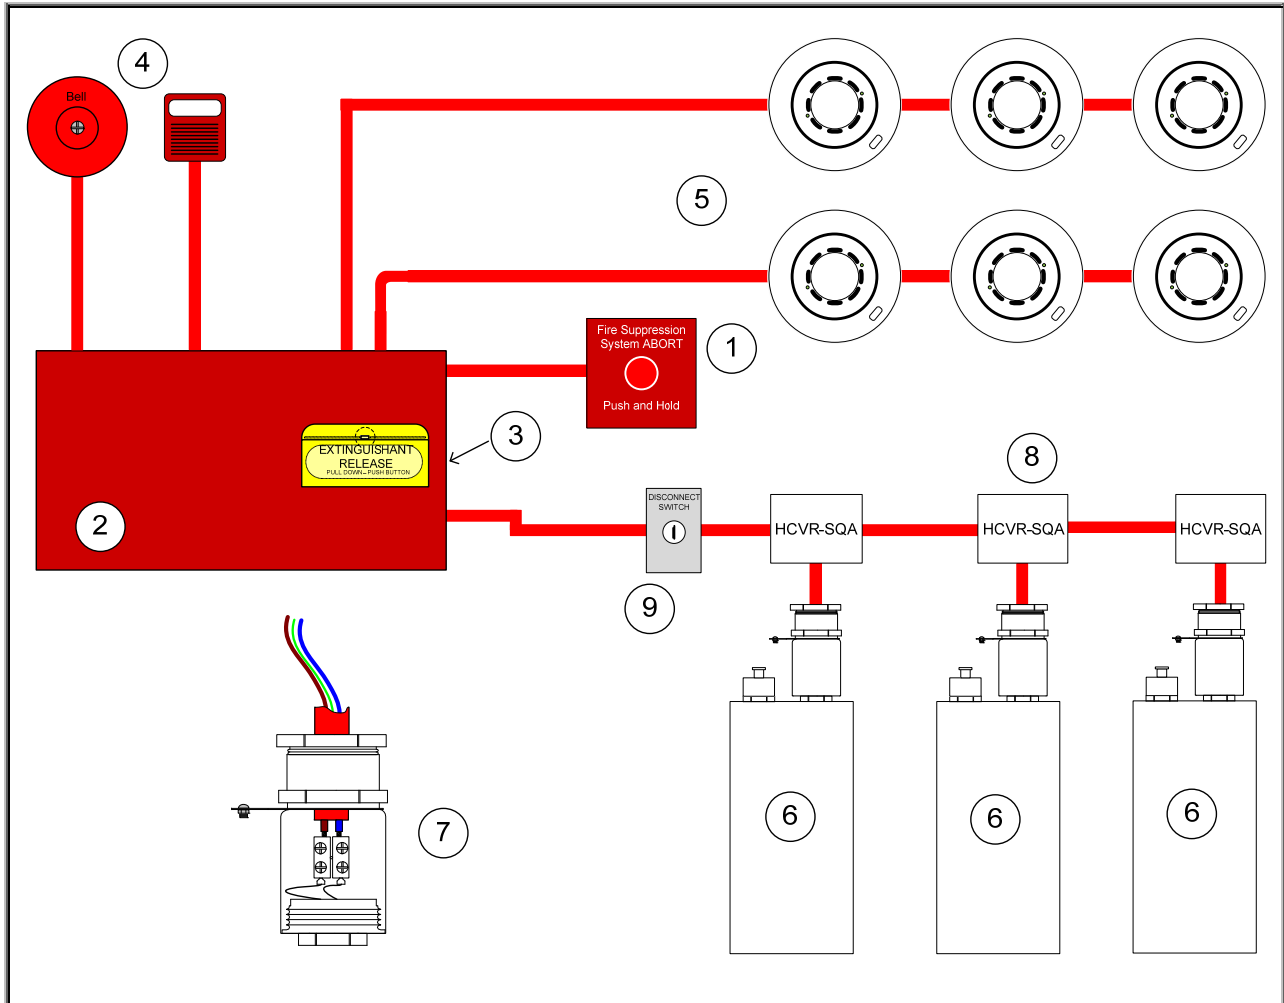 4
Bell
5
Fire Suppression
System ABORT
Push and Hold
1
EXTINGUISHANT
RELEASE
PULL DOWN - PUSH BUTTON
3
2
8
DISCONNECT
SWITCH
HCVR-SQA
HCVR-SQA
HCVR-SQA
9
7
6
6
6